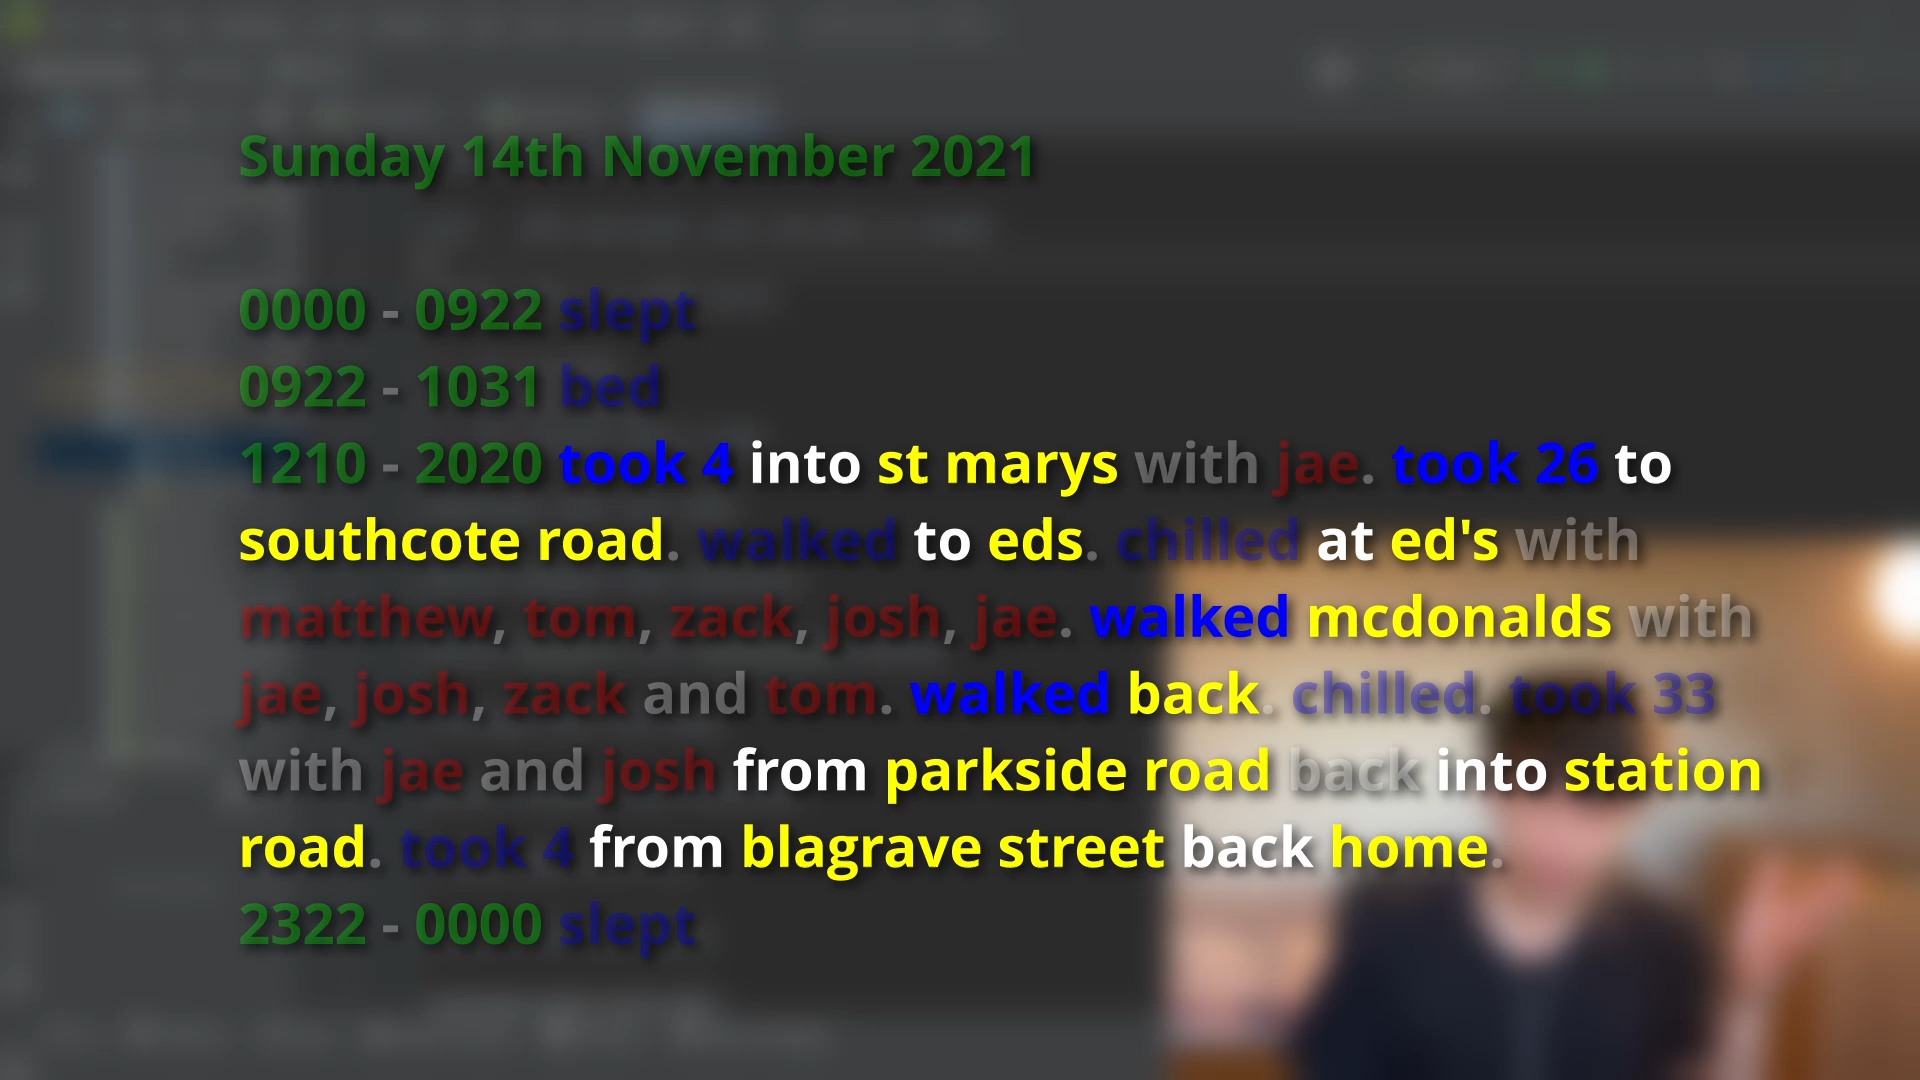 Sunday 14th November 2021
0000 - 0922 slept
0922 - 1031 bed
1210 - 2020 took 4 into st marys with jae. took 26 to
southcote road. walked to eds. chilled at ed's with
matthew, tom, zack, josh, jae. walked mcdonalds with
jae, josh, zack and tom. walked back. chilled. took 33
with jae and josh from parkside road back into station
road. took 4 from blagrave street back home.
2322 - 0000 slept